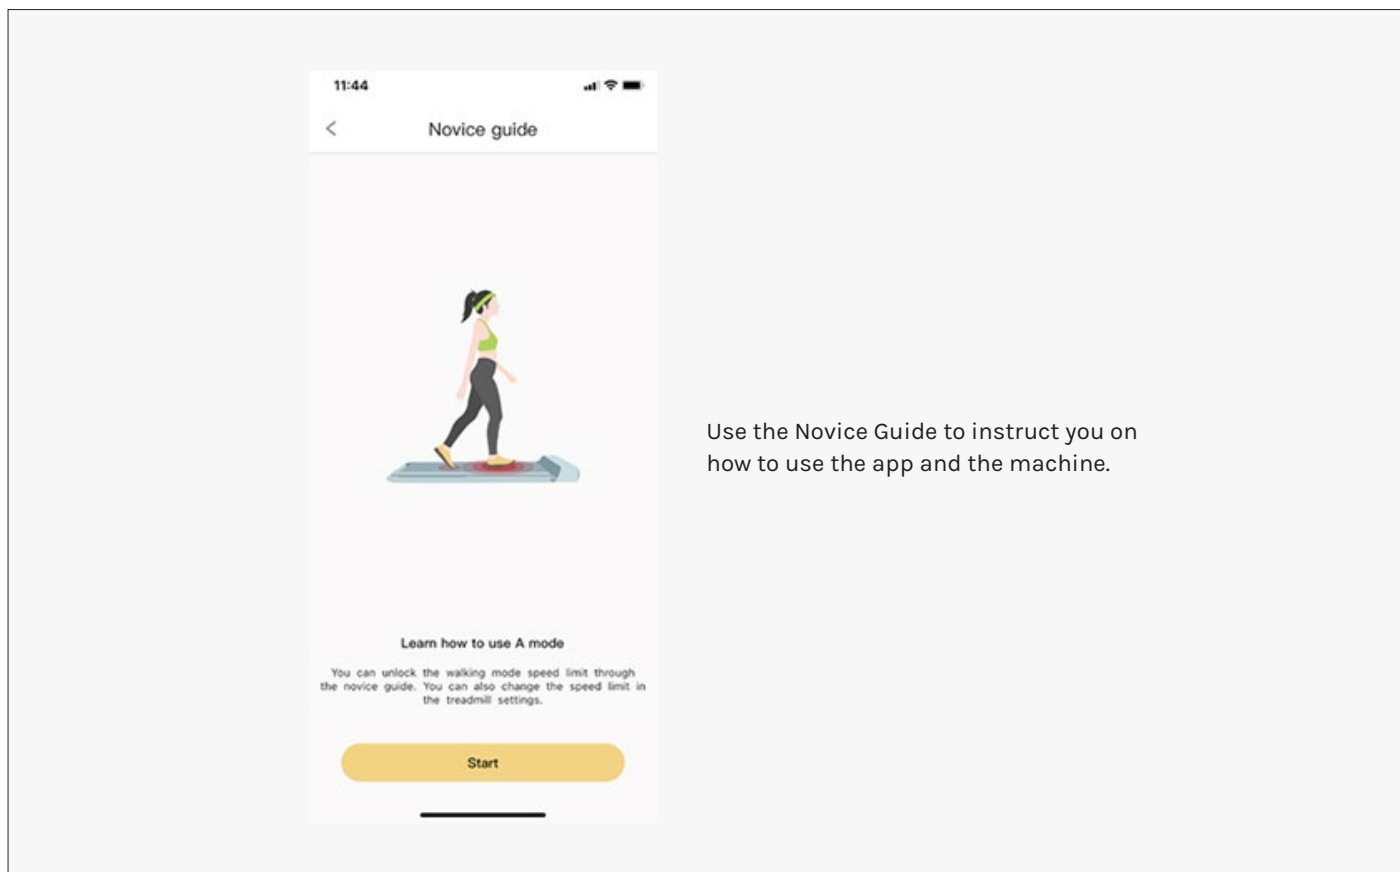 11:44
Novice guide
Use the Novice Guide to instruct you on
how to use the app and the machine.
Learn how to use A mode
You can unlock the walking mode speed limit through
the novice guide. You can also change the speed limit in
the treadmill settings.
Start